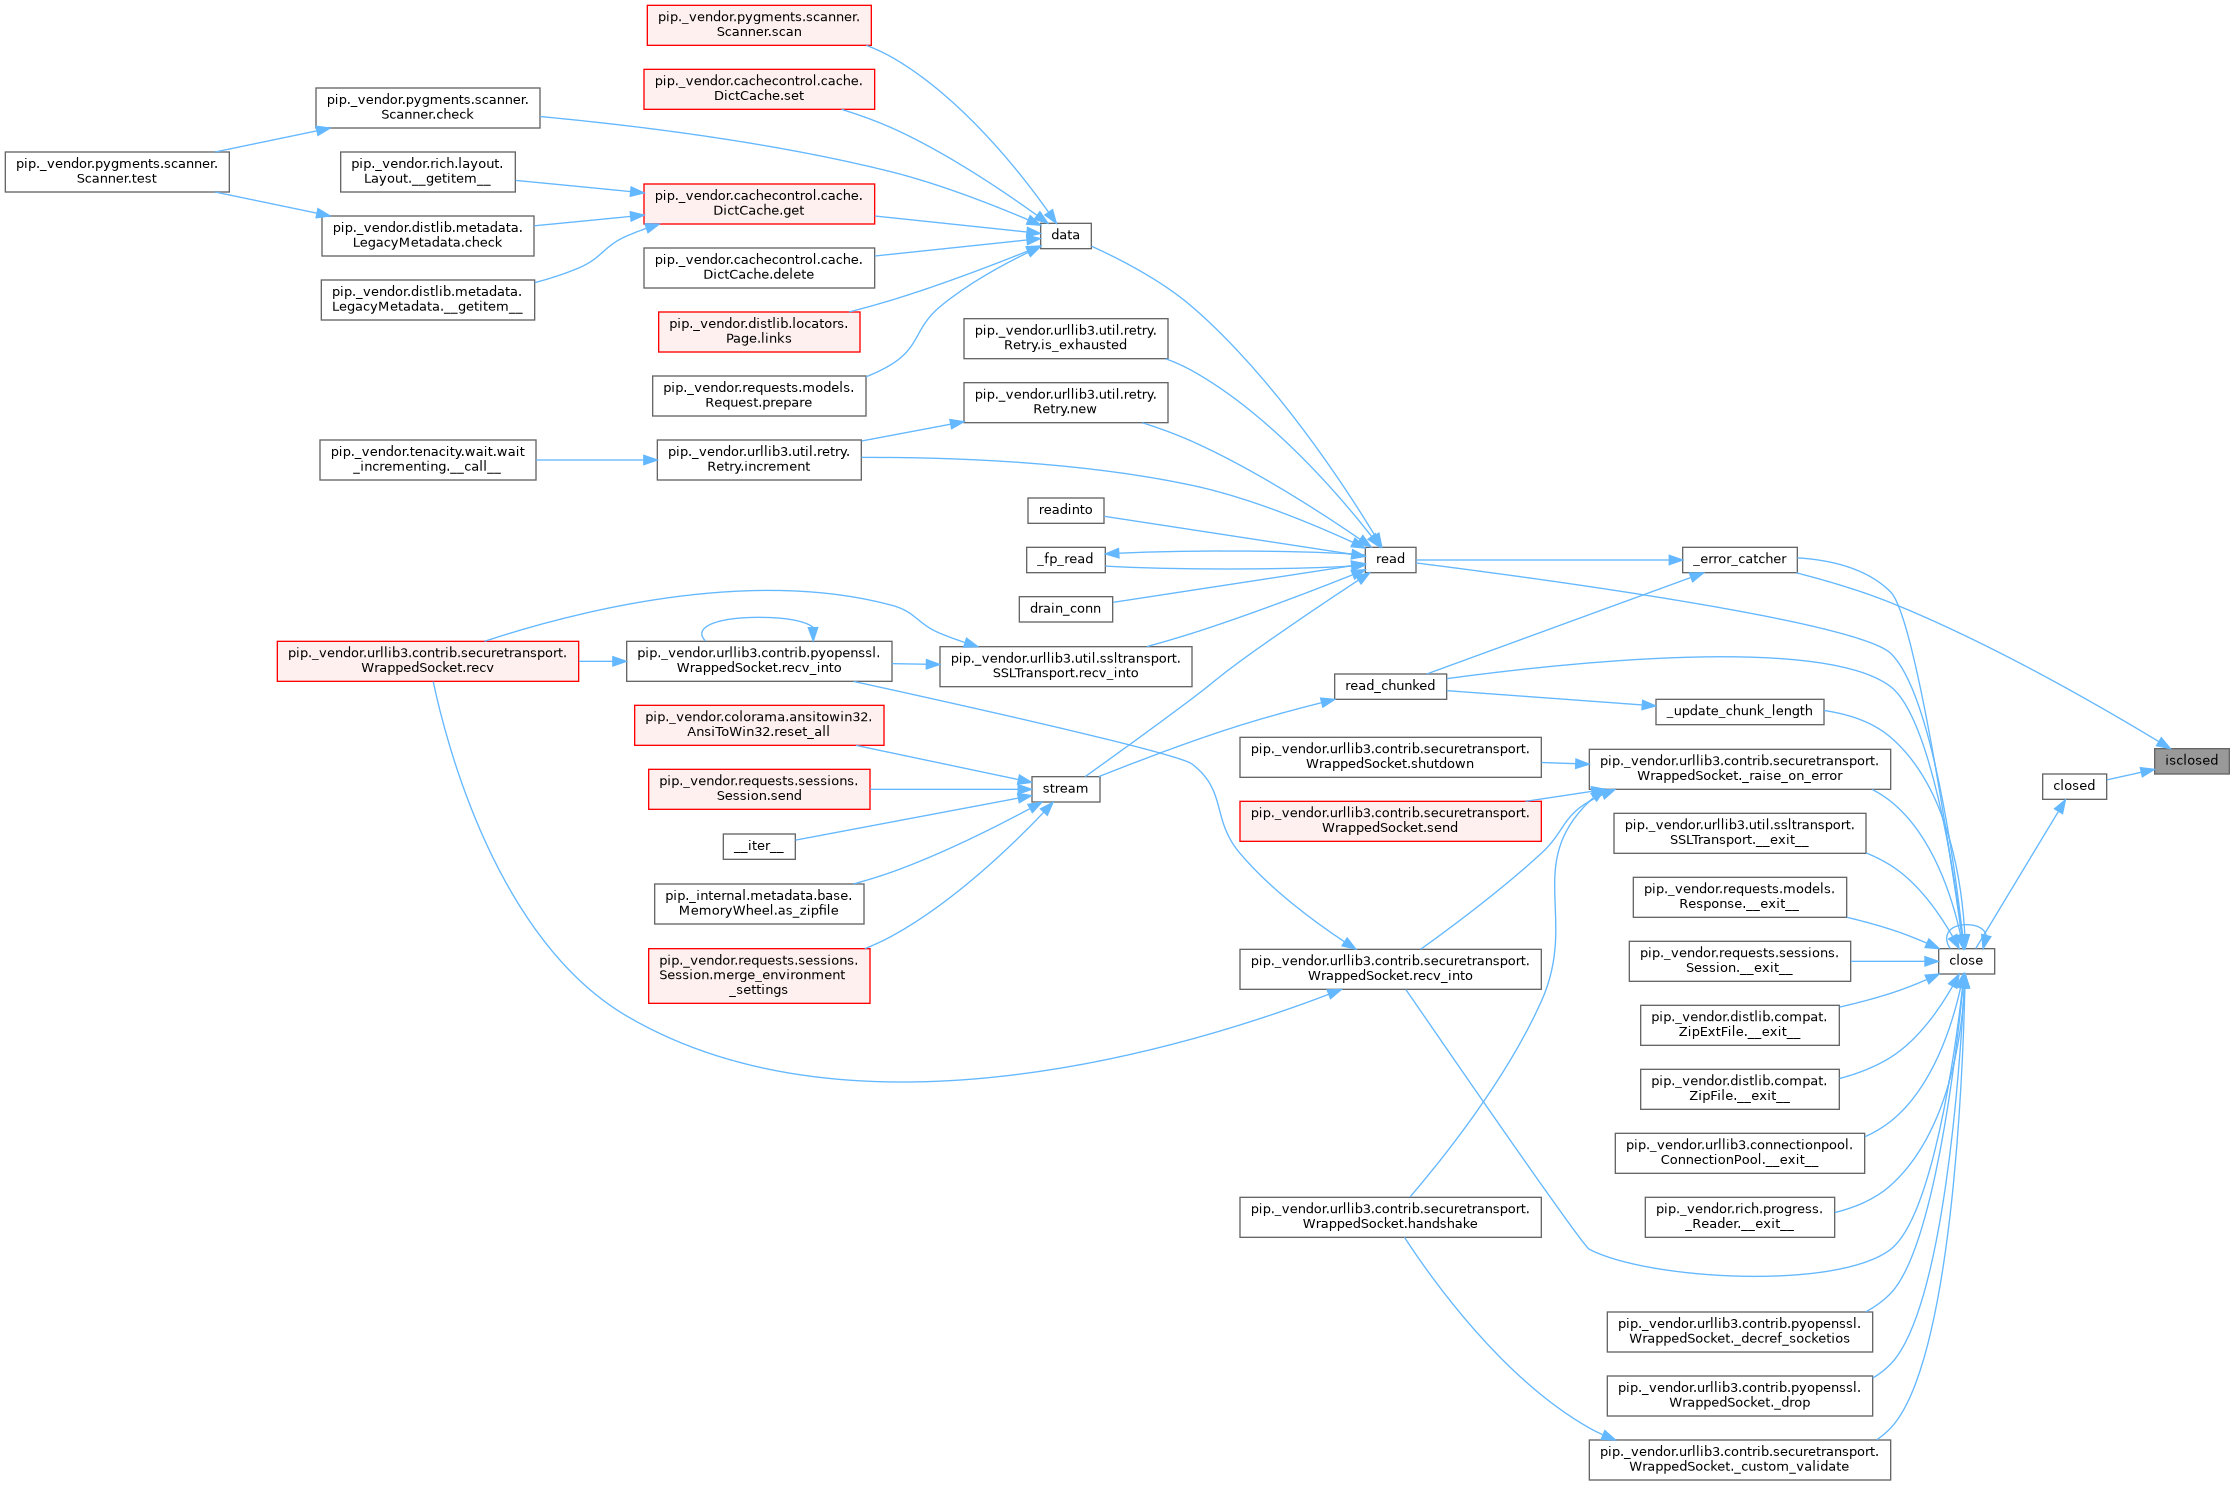 pip._vendor.pygments.scanner.
Scanner.scan
pip._vendor.cachecontrol.cache.
DictCache.set
pip._vendor.pygments.scanner.
Scanner.check
pip._vendor.pygments.scanner.
Scanner.test
pip._vendor.rich.layout.
Layout.__getitem__
pip._vendor.cachecontrol.cache.
DictCache.get
pip._vendor.distlib.metadata.
LegacyMetadata.check
data
pip._vendor.cachecontrol.cache.
DictCache.delete
pip._vendor.distlib.metadata.
LegacyMetadata.__getitem__
pip._vendor.distlib.locators.
Page.links
pip._vendor.urllib3.util.retry.
Retry.is_exhausted
pip._vendor.requests.models.
Request.prepare
pip._vendor.urllib3.util.retry.
Retry.new
pip._vendor.tenacity.wait.wait
_incrementing.__call__
pip._vendor.urllib3.util.retry.
Retry.increment
readinto
_fp_read
read
_error_catcher
drain_conn
pip._vendor.urllib3.contrib.securetransport.
WrappedSocket.recv
pip._vendor.urllib3.contrib.pyopenssl.
WrappedSocket.recv_into
pip._vendor.urllib3.util.ssltransport.
SSLTransport.recv_into
read_chunked
_update_chunk_length
pip._vendor.colorama.ansitowin32.
AnsiToWin32.reset_all
pip._vendor.urllib3.contrib.securetransport.
WrappedSocket.shutdown
pip._vendor.urllib3.contrib.securetransport.
WrappedSocket._raise_on_error
isclosed
pip._vendor.requests.sessions.
Session.send
stream
closed
pip._vendor.urllib3.contrib.securetransport.
WrappedSocket.send
pip._vendor.urllib3.util.ssltransport.
SSLTransport.__exit__
__iter__
pip._internal.metadata.base.
MemoryWheel.as_zipfile
pip._vendor.requests.models.
Response.__exit__
pip._vendor.requests.sessions.
Session.merge_environment
_settings
pip._vendor.urllib3.contrib.securetransport.
WrappedSocket.recv_into
pip._vendor.requests.sessions.
Session.__exit__
close
pip._vendor.distlib.compat.
ZipExtFile.__exit__
pip._vendor.distlib.compat.
ZipFile.__exit__
pip._vendor.urllib3.connectionpool.
ConnectionPool.__exit__
pip._vendor.urllib3.contrib.securetransport.
WrappedSocket.handshake
pip._vendor.rich.progress.
_Reader.__exit__
pip._vendor.urllib3.contrib.pyopenssl.
WrappedSocket._decref_socketios
pip._vendor.urllib3.contrib.pyopenssl.
WrappedSocket._drop
pip._vendor.urllib3.contrib.securetransport.
WrappedSocket._custom_validate